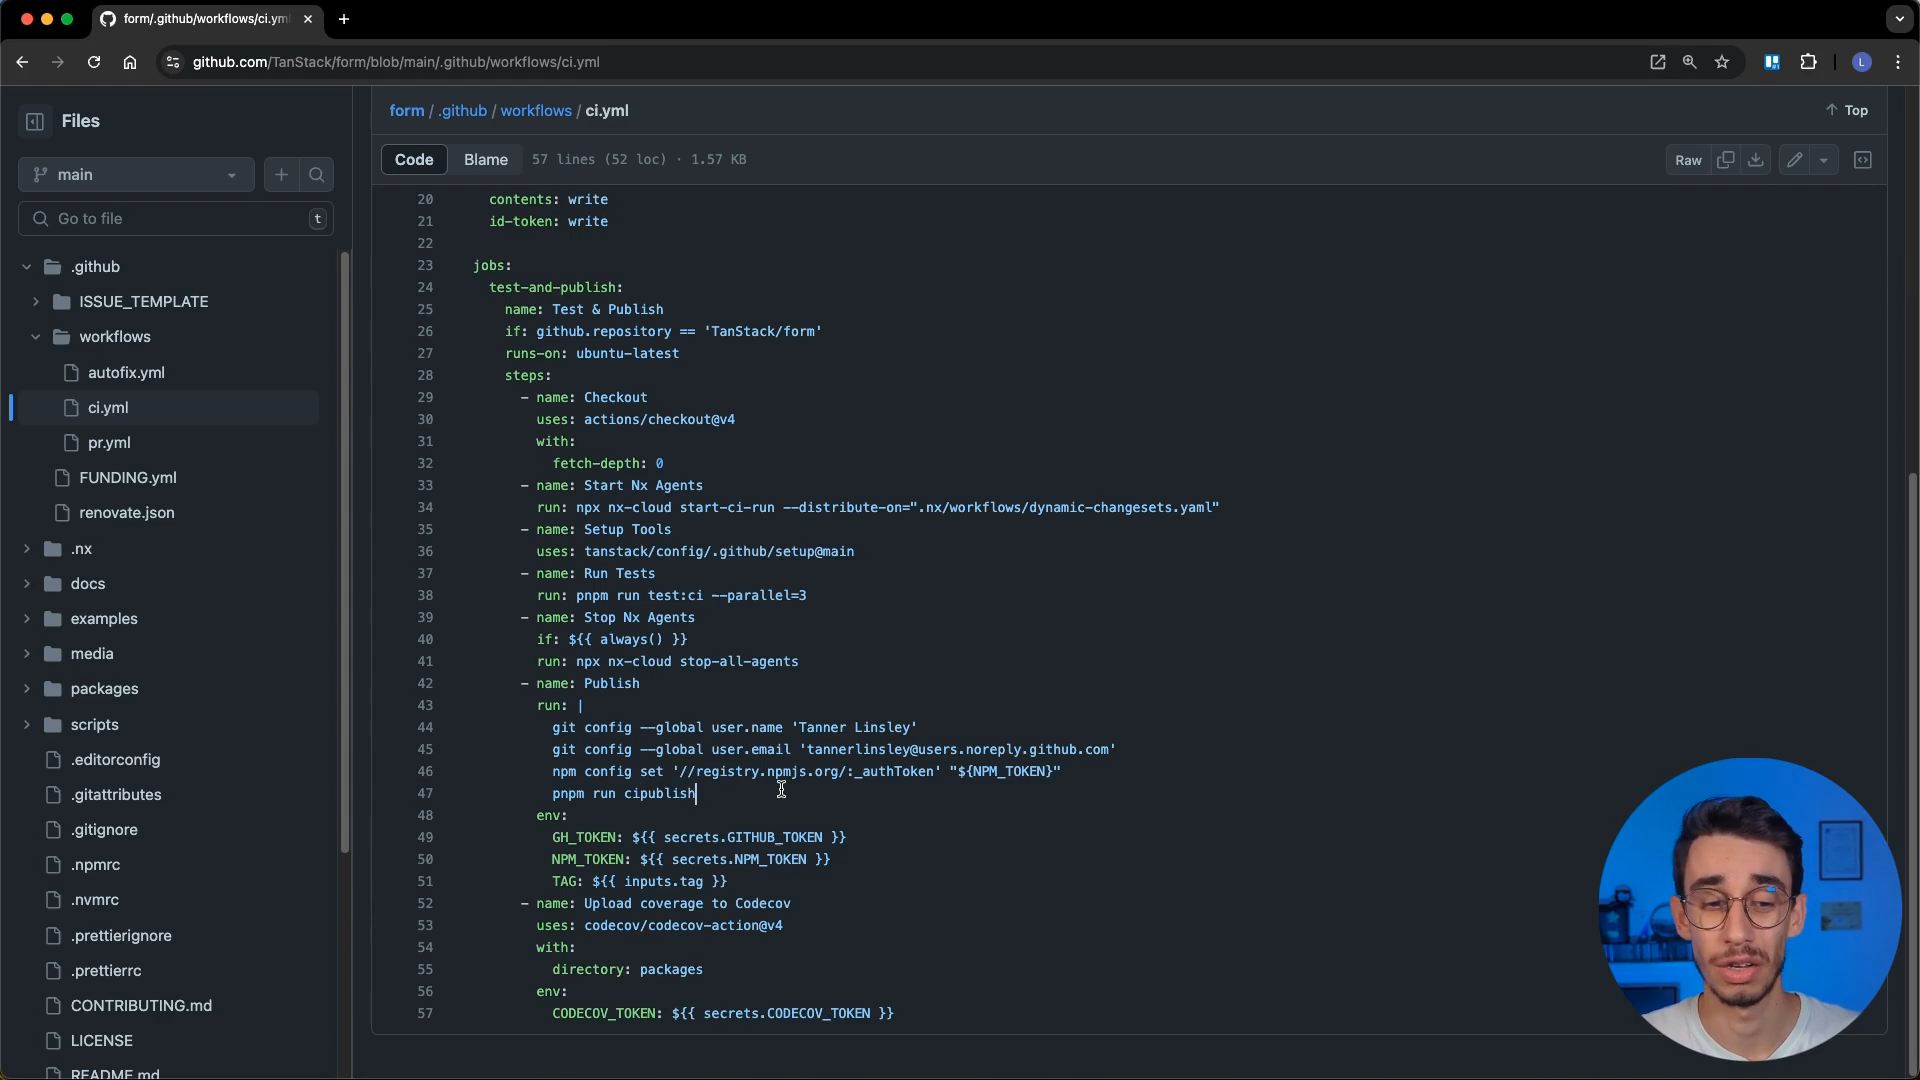 form/.github/workflows/ci.ym
github.com/TanStack/form/blob/main/.github/workflows/ci.yml
L
Files
main
Go to file
t
.github
ISSUE_TEMPLATE
workflows
autofix.yml
ci.yml
pr.yml
FUNDING.yml
renovate.json
.nx
docs
examples
media
packages
scripts
.editorconfig
.gitattributes
.gitignore
.npmrc
.nvmrc
.prettierignore
.prettierrc
CONTRIBUTING.md
LICENSE
README.md
form / .github / workflows / ci.yml
Top
Code
Blame
57 lines (52 loc) · 1.57 KB
Raw
20 contents: write
21 id-token: write
22
23 jobs:
24 test-and-publish:
25 name: Test & Publish
26 if: github.repository == 'TanStack/form'
27 runs-on: ubuntu-latest
28 steps:
29 - name: Checkout
30 uses: actions/checkout@v4
31 with:
32 fetch-depth: 0
33 - name: Start Nx Agents
34 run: npx nx-cloud start-ci-run --distribute-on=".nx/workflows/dynamic-changesets.yaml"
35 - name: Setup Tools
36 uses: tanstack/config/.github/setup@main
37 - name: Run Tests
38 run: pnpm run test:ci --parallel=3
39 - name: Stop Nx Agents
40 if: ${{ always() }}
41 run: npx nx-cloud stop-all-agents
42 - name: Publish
43 run: |
44 git config --global user.name 'Tanner Linsley'
45 git config --global user.email 'tannerlinsley@users.noreply.github.com'
46 npm config set '//registry.npmjs.org/:_authToken' "${NPM_TOKEN}"
47 pnpm run cipublish
48 env:
49 GH_TOKEN: ${{ secrets.GITHUB_TOKEN }}
50 NPM_TOKEN: ${{ secrets.NPM_TOKEN }}
51 TAG: ${{ inputs.tag }}
52 - name: Upload coverage to Codecov
53 uses: codecov/codecov-action@v4
54 with:
55 directory: packages
56 env:
57 CODECOV_TOKEN: ${{ secrets.CODECOV_TOKEN }}